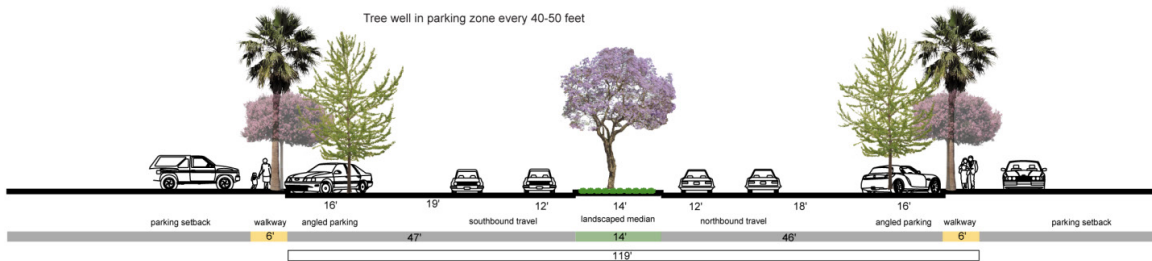 Tree well in parking zone every 40-50 feet
16' 19' 12' 14' 12' 18' 16'
parking setback walkway angled parking southbound travel landscaped median northbound travel angled parking walkway parking setback
6' 47' 14' 46' 6'
119'